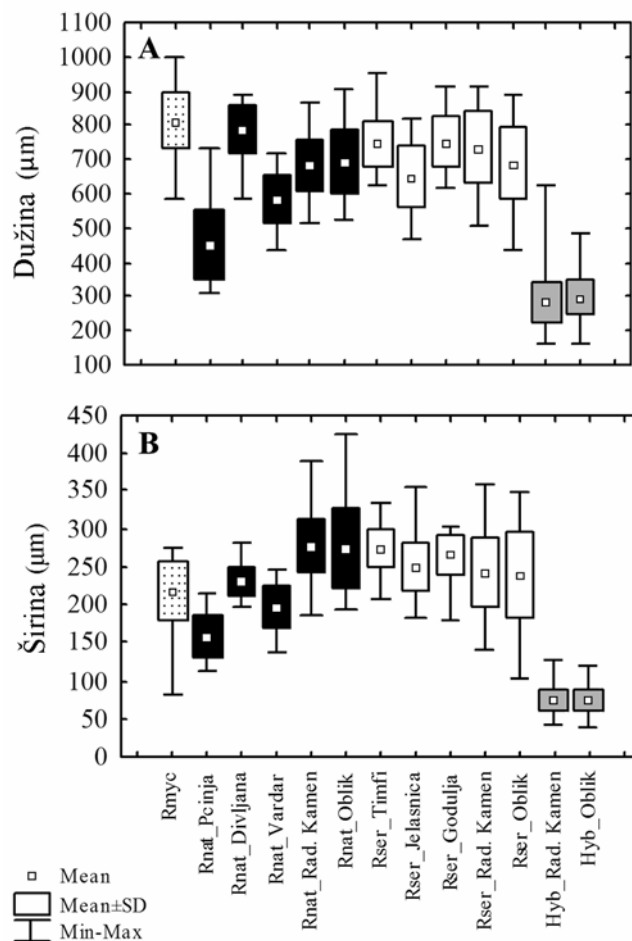 1100
1000
900
800
700
600
500
400
300
200
100
A
Dužina (µm)
450
400
350
300
250
200
150
100
50
0
B
Širina (µm)
Rmyc
Rnat_Pcinja
Rnat_Divljana
Rnat_Vardar
Rnat_Rad. Kamen
Rnat_Oblik
Rser_Timfi
Rser_Jelasnica
Rser_Godulja
Rser_Rad. Kamen
Rser_Oblik
Hyb_Rad. Kamen
Hyb_Oblik
Mean
Mean±SD
Min-Max